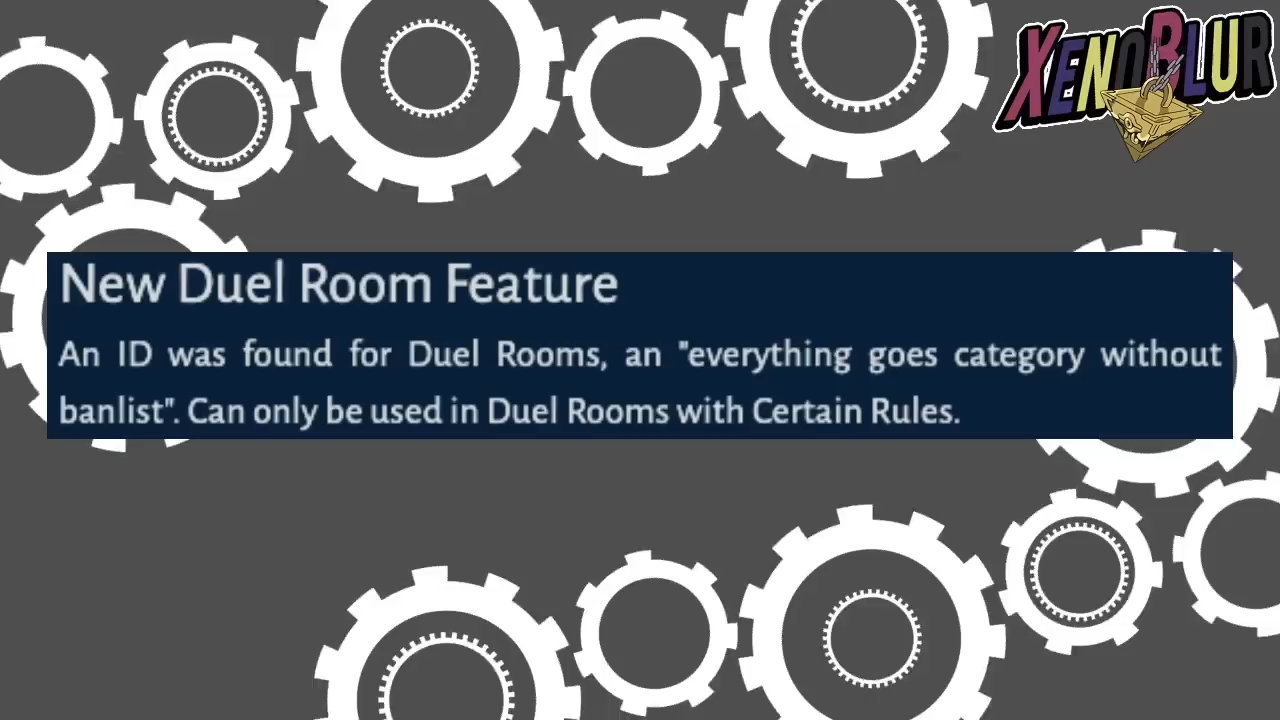 XENOBLUR
New Duel Room Feature
An ID was found for Duel Rooms, an "everything goes category without
banlist". Can only be used in Duel Rooms with Certain Rules.